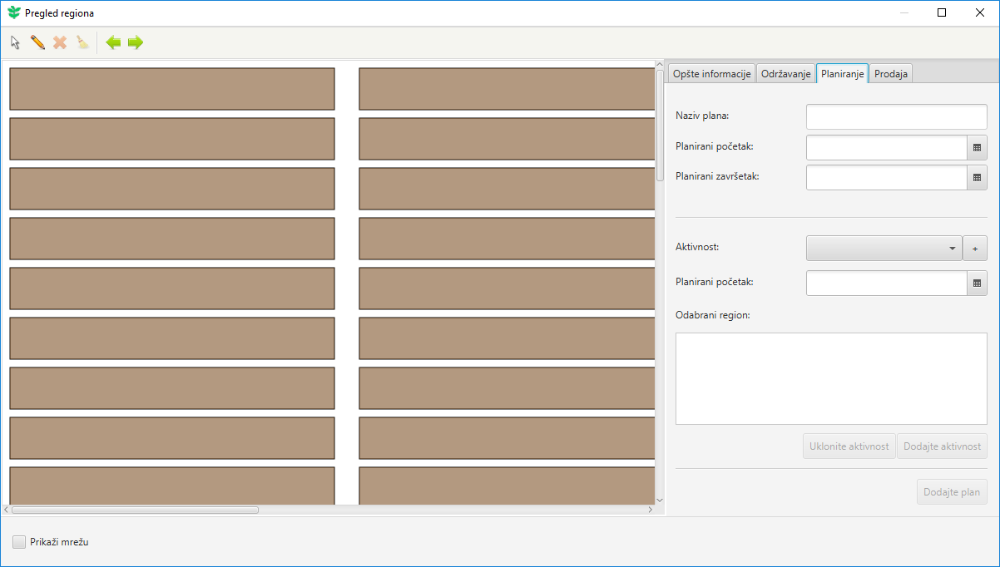 Pregled regiona
Opšte informacije Održavanje Planiranje Prodaja
Naziv plana:
Planirani početak:
Planirani završetak:
Aktivnost:
+
Planirani početak:
Odabrani region:
Uklonite aktivnost Dodajte aktivnost
Dodajte plan
Prikaži mrežu